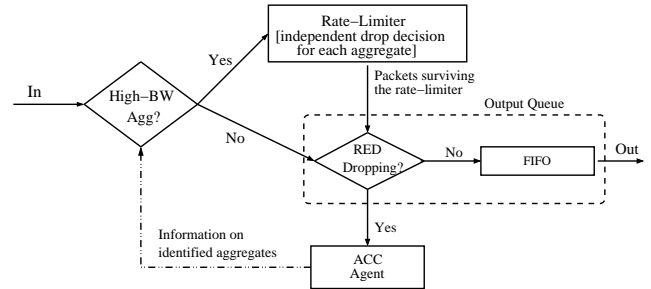 Rate−Limiter
[independent drop decision
for each aggregate]
Yes
In
High−BW
Agg?
Packets surviving
the rate−limiter
Output Queue
No
RED
Dropping?
No
FIFO
Out
Yes
Information on
identified aggregates
ACC
Agent